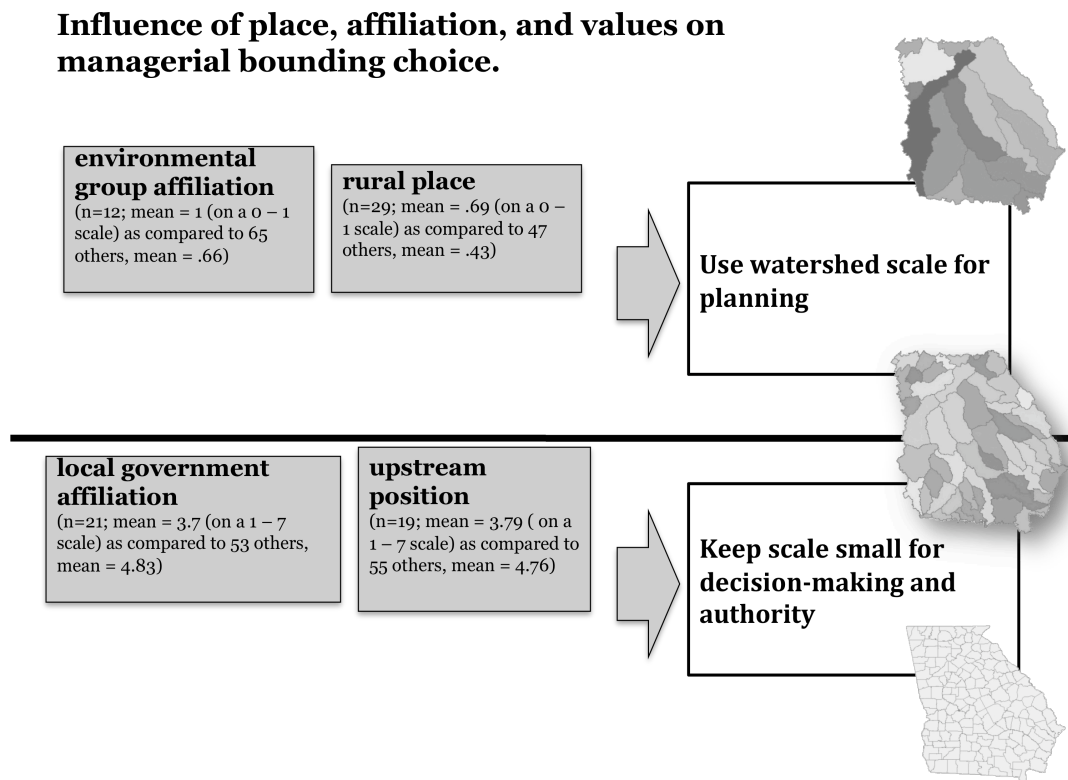 Influence of place, affiliation, and values on
managerial bounding choice.
environmental
group affiliation
(n=12; mean = 1 (on a 0 – 1
scale) as compared to 65
others, mean = .66)
rural place
(n=29; mean = .69 (on a 0 –
1 scale) as compared to 47
others, mean = .43)
Use watershed scale for
planning
local government
affiliation
(n=21; mean = 3.7 (on a 1 – 7
scale) as compared to 53 others,
mean = 4.83)
upstream
position
(n=19; mean = 3.79 ( on a
1 – 7 scale) as compared to
55 others, mean = 4.76)
Keep scale small for
decision-making and
authority